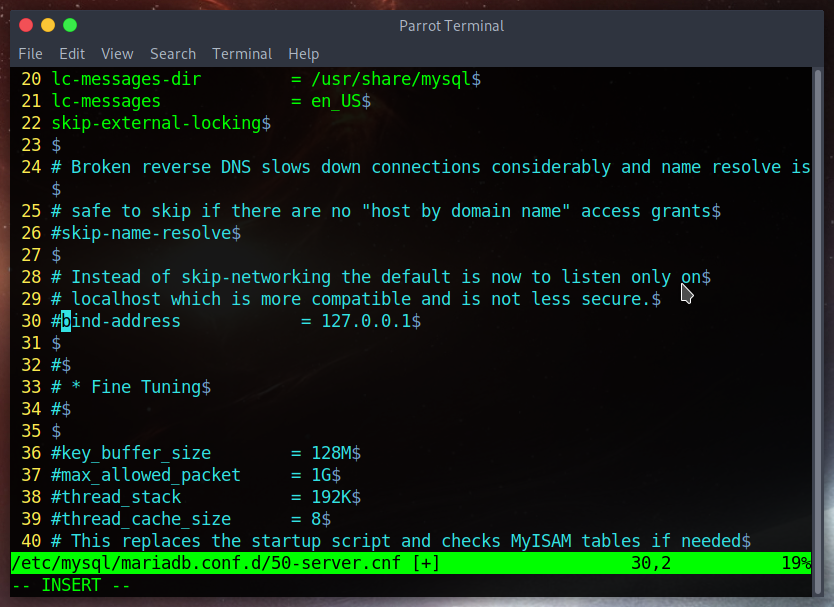 Parrot Terminal
File Edit View Search Terminal Help
20 lc-messages-dir         = /usr/share/mysql$
21 lc-messages             = en_US$
22 skip-external-locking$
23 $
24 # Broken reverse DNS slows down connections considerably and name resolve is
$
25 # safe to skip if there are no "host by domain name" access grants$
26 #skip-name-resolve$
27 $
28 # Instead of skip-networking the default is now to listen only on$
29 # localhost which is more compatible and is not less secure.$
30 #bind-address            = 127.0.0.1$
31 $
32 #$
33 # * Fine Tuning$
34 #$
35 $
36 #key_buffer_size        = 128M$
37 #max_allowed_packet     = 1G$
38 #thread_stack           = 192K$
39 #thread_cache_size      = 8$
40 # This replaces the startup script and checks MyISAM tables if needed$
/etc/mysql/mariadb.conf.d/50-server.cnf [+]                   30,2           19%
-- INSERT --